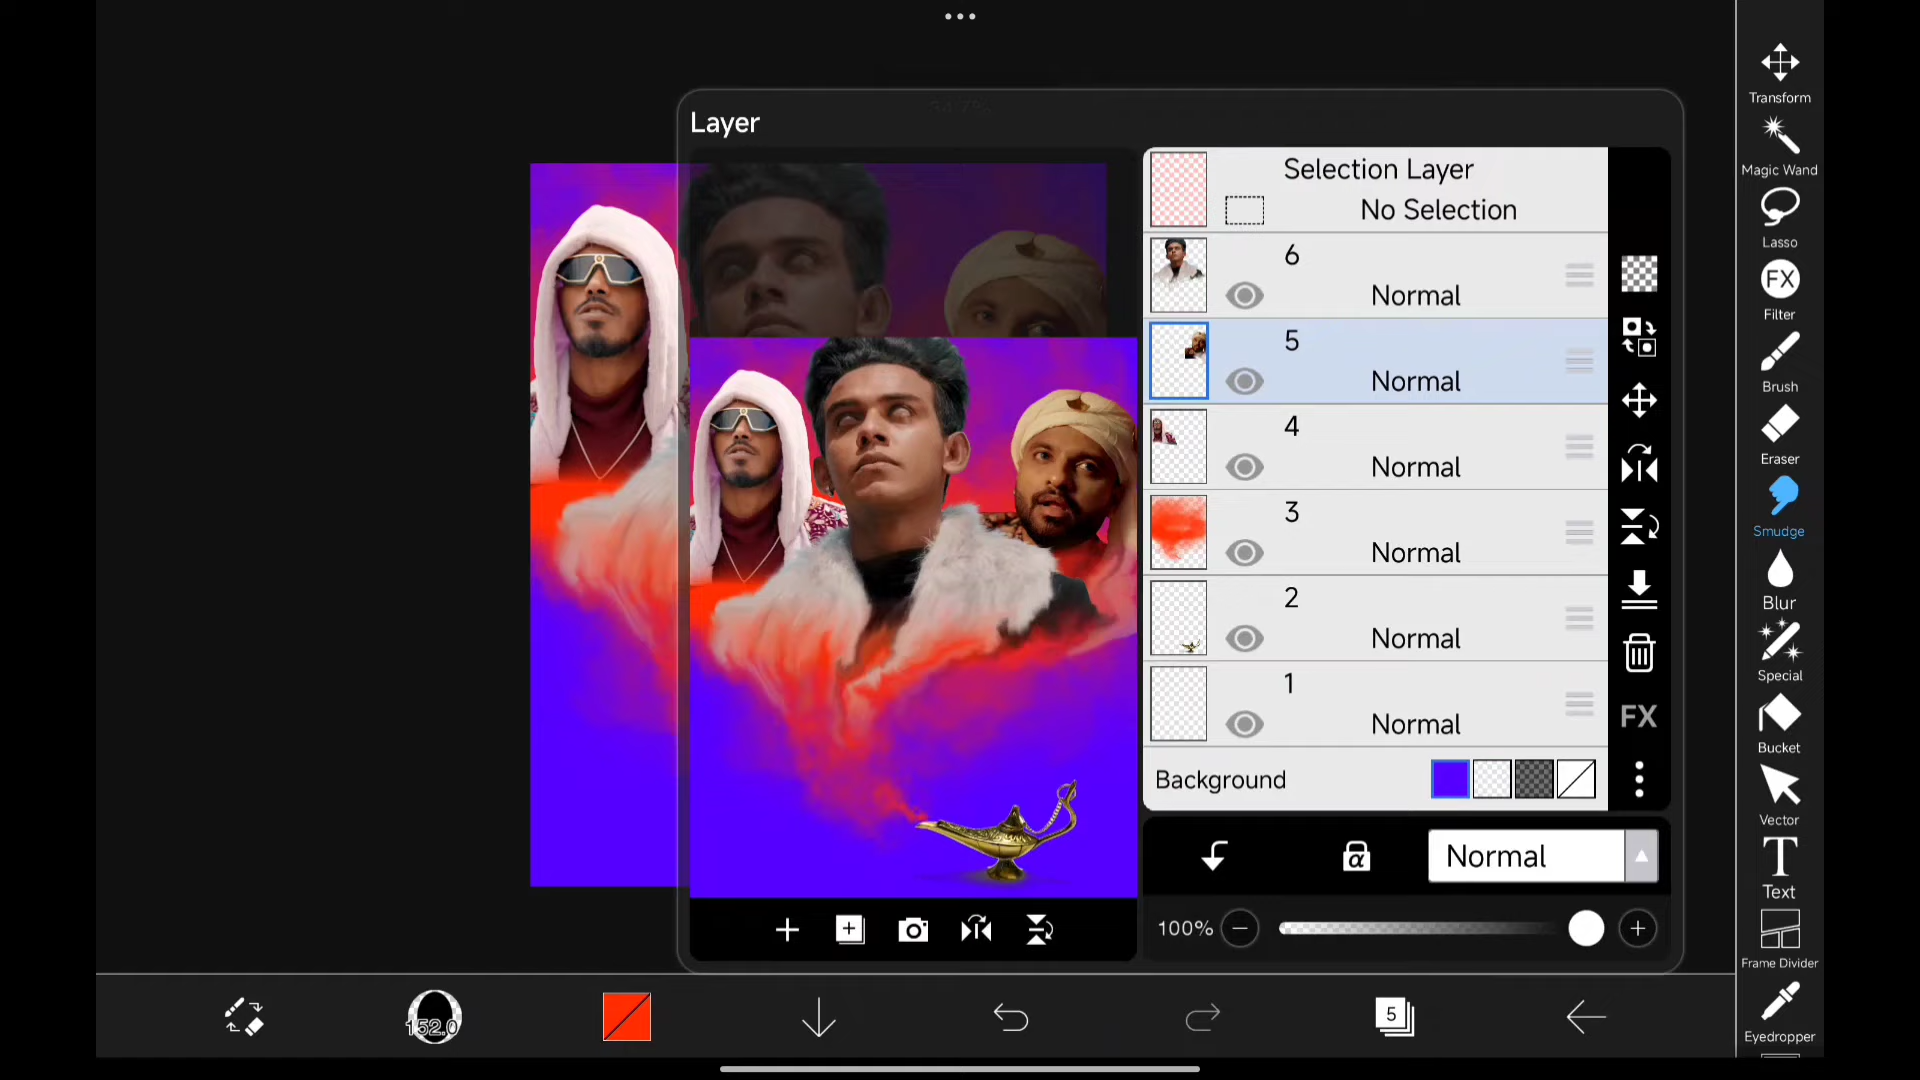 Layer
Selection Layer
No Selection
6
Normal
5
Normal
4
Normal
3
Normal
2
Normal
1
Normal
Background
FX
α
Normal
100%
Transform
Magic Wand
Lasso
FX
Filter
Brush
Eraser
Smudge
Blur
Special
Bucket
Vector
T
Text
Frame Divider
Eyedropper
152.0
5